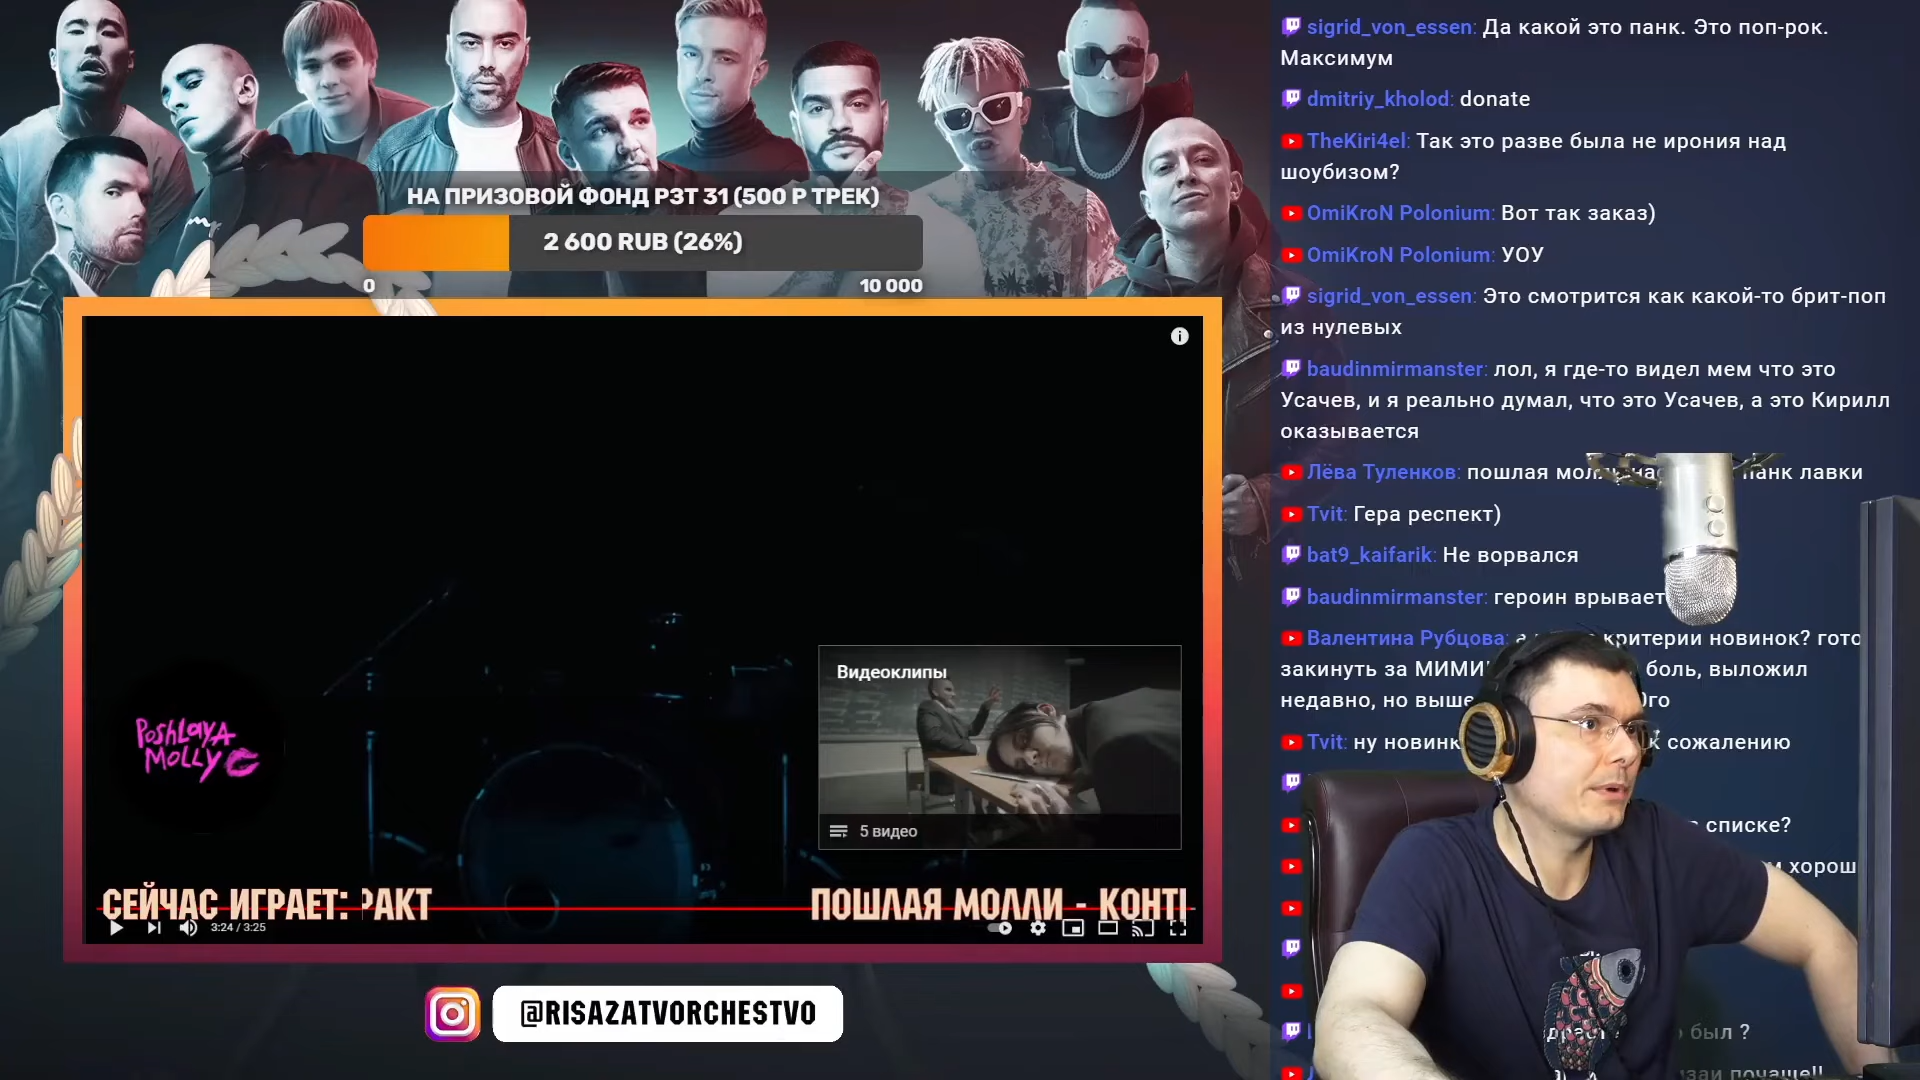 НА ПРИЗОВОЙ ФОНД РЗТ 31 (500 Р ТРЕК)
2 600 RUB (26%)
0
10 000
Видеоклипы
5 видео
POSHLAYA
MOLLY
СЕЙЧАС ИГРАЕТ: РАКТ
ПОШЛАЯ МОЛЛИ - КОНТ
3:24 / 3:25
@RISAZATVORCHESTVO
sigrid_von_essen: Да какой это панк. Это поп-рок.
Максимум
dmitriy_kholod: donate
TheKiri4el: Так это разве была не ирония над
шоубизом?
OmiKroN Polonium: Вот так заказ)
OmiKroN Polonium: УОУ
sigrid_von_essen: Это смотрится как какой-то брит-поп
из нулевых
baudinmirmanster: лол, я где-то видел мем что это
Усачев, и я реально думал, что это Усачев, а это Кирилл
оказывается
Лёва Туленков: пошлая панк лавки
Tvit: Гера респект)
bat9_kaifarik: Не ворвался
baudinmirmanster: героин врывает
Валентина Рубцова: критерии новинок? гото
закинуть за боль, выложил
недавно, но
Tvit: ну сожалению
списке?
хорош
был ?
почаще!!